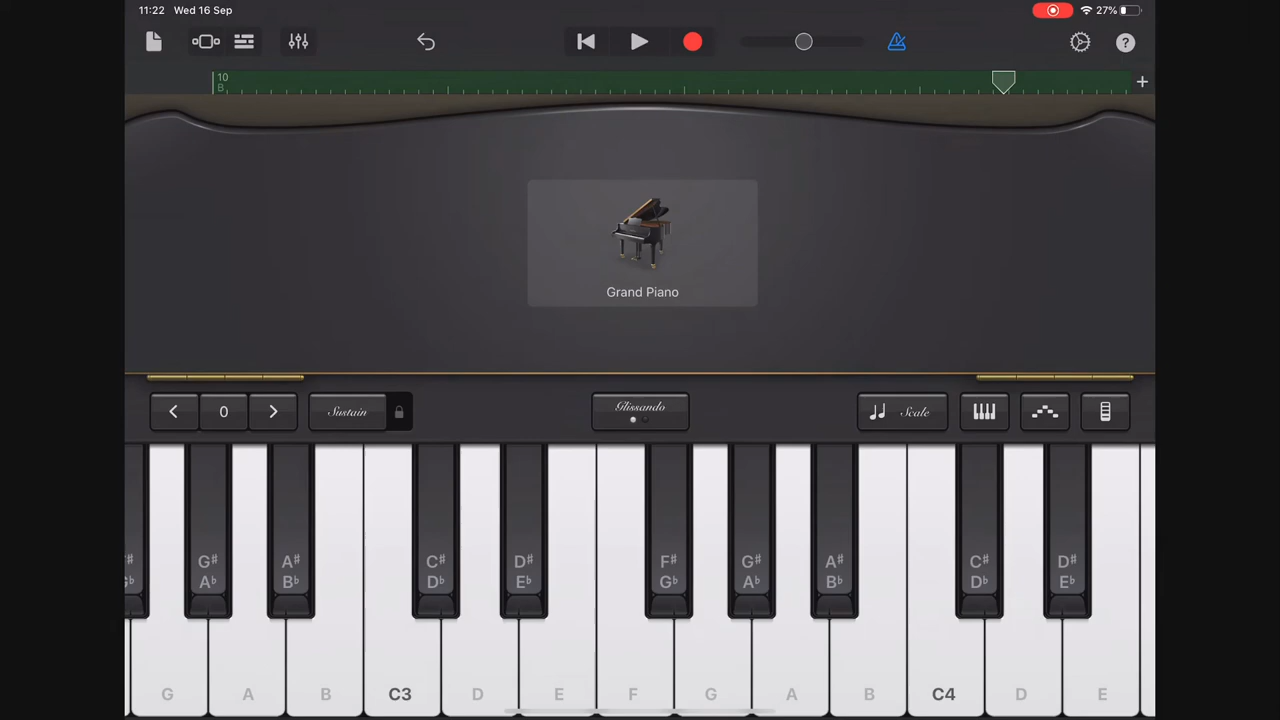 11:22 Wed 16 Sep
27%
?
10
B
+
Grand Piano
0
Sustain
Glissando
Scale
G♯ A♯ C♯ D♯ F♯ G♯ A♯ C♯ D♯
G♭ A♭ B♭ D♭ E♭ G♭ A♭ B♭ D♭ E♭
G A B C3 D E F G A B C4 D E